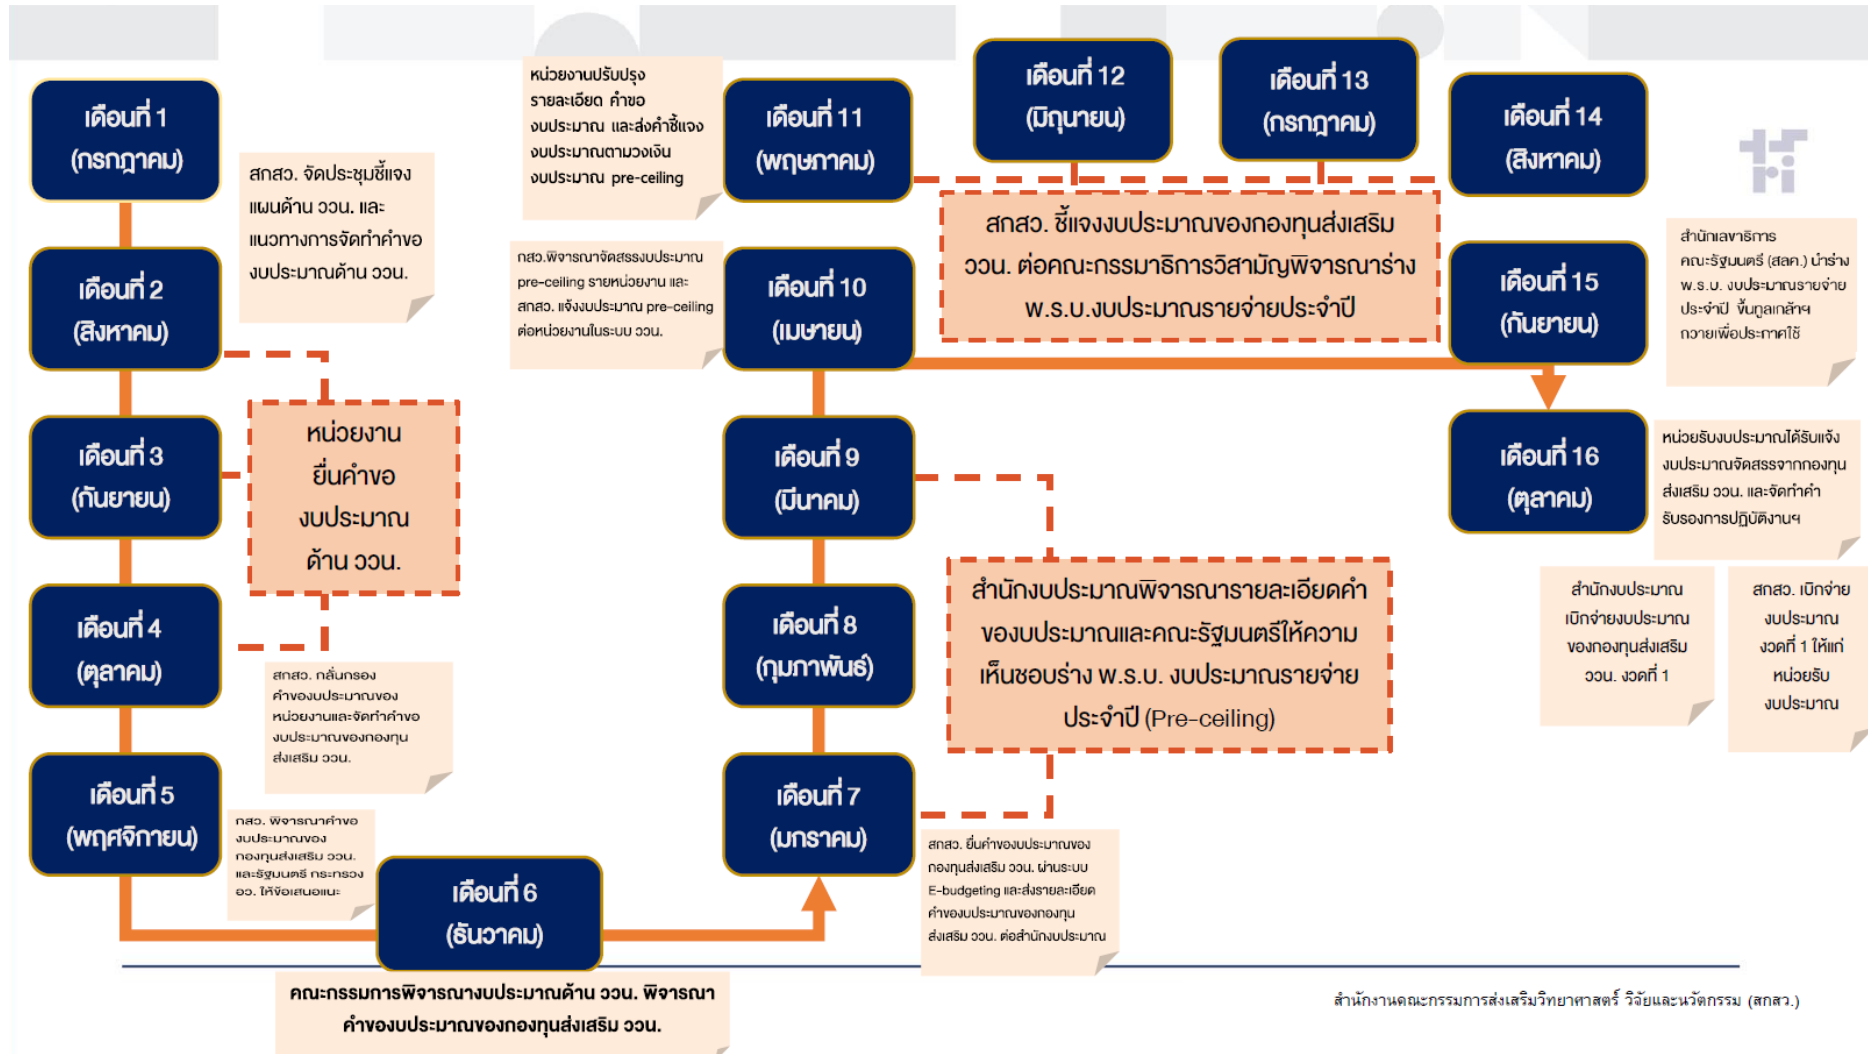 เดือนที่ 1
(กรกฎาคม)
สกสว. จัดประชุมชี้แจง
แผนด้าน ววน. และ
แนวทางการจัดทำคำขอ
งบประมาณด้าน ววน.
เดือนที่ 2
(สิงหาคม)
เดือนที่ 3
(กันยายน)
หน่วยงาน
ยื่นคำขอ
งบประมาณ
ด้าน ววน.
เดือนที่ 4
(ตุลาคม)
สกสว. กลั่นกรอง
คำของบประมาณของ
หน่วยงานและจัดทำคำขอ
งบประมาณของกองทุน
ส่งเสริม ววน.
เดือนที่ 5
(พฤศจิกายน)
กสว. พิจารณาคำขอ
งบประมาณของ
กองทุนส่งเสริม ววน.
และรัฐมนตรี กระทรวง
อว. ให้ข้อเสนอแนะ
เดือนที่ 6
(ธันวาคม)
คณะกรรมการพิจารณางบประมาณด้าน ววน. พิจารณา
คำของบประมาณของกองทุนส่งเสริม ววน.
เดือนที่ 7
(มกราคม)
สกสว. ยื่นคำของบประมาณของ
กองทุนส่งเสริม ววน. ผ่านระบบ
E-budgeting และส่งรายละเอียด
คำของบประมาณของกองทุน
ส่งเสริม ววน. ต่อสำนักงบประมาณ
เดือนที่ 8
(กุมภาพันธ์)
เดือนที่ 9
(มีนาคม)
สำนักงบประมาณพิจารณารายละเอียดคำ
ของบประมาณและคณะรัฐมนตรีให้ความ
เห็นชอบร่าง พ.ร.บ. งบประมาณรายจ่าย
ประจำปี (Pre-ceiling)
เดือนที่ 10
(เมษายน)
กสว.พิจารณาจัดสรรงบประมาณ
pre-ceiling รายหน่วยงาน และ
สกสว. แจ้งงบประมาณ pre-ceiling
ต่อหน่วยงานในระบบ ววน.
เดือนที่ 11
(พฤษภาคม)
หน่วยงานปรับปรุง
รายละเอียด คำขอ
งบประมาณ และส่งคำชี้แจง
งบประมาณตามวงเงิน
งบประมาณ pre-ceiling
เดือนที่ 12
(มิถุนายน)
เดือนที่ 13
(กรกฎาคม)
สกสว. ชี้แจงงบประมาณของกองทุนส่งเสริม
ววน. ต่อคณะกรรมาธิการวิสามัญพิจารณาร่าง
พ.ร.บ.งบประมาณรายจ่ายประจำปี
เดือนที่ 14
(สิงหาคม)
เดือนที่ 15
(กันยายน)
สำนักเลขาธิการ
คณะรัฐมนตรี (สลค.) นำร่าง
พ.ร.บ. งบประมาณรายจ่าย
ประจำปี ขึ้นทูลเกล้าฯ
ถวายเพื่อประกาศใช้
เดือนที่ 16
(ตุลาคม)
หน่วยรับงบประมาณได้รับแจ้ง
งบประมาณจัดสรรจากกองทุน
ส่งเสริม ววน. และจัดทำคำ
รับรองการปฏิบัติงานฯ
สำนักงบประมาณ
เบิกจ่ายงบประมาณ
ของกองทุนส่งเสริม
ววน. งวดที่ 1
สกสว. เบิกจ่าย
งบประมาณ
งวดที่ 1 ให้แก่
หน่วยรับ
งบประมาณ
สำนักงานคณะกรรมการส่งเสริมวิทยาศาสตร์ วิจัยและนวัตกรรม (สกสว.)